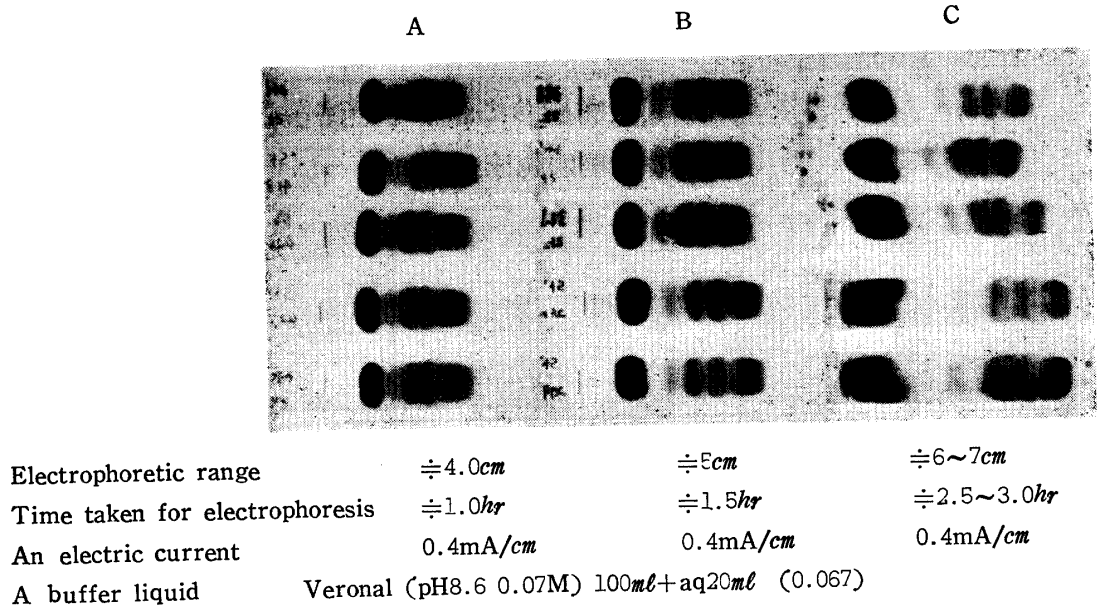 A B C
Electrophoretic range ≑4.0cm ≑5cm ≑6~7cm
Time taken for electrophoresis ≑1.0hr ≑1.5hr ≑2.5~3.0hr
An electric current 0.4mA/cm 0.4mA/cm 0.4mA/cm
A buffer liquid Veronal (pH8.6 0.07M) 100mℓ+aq20mℓ (0.067)